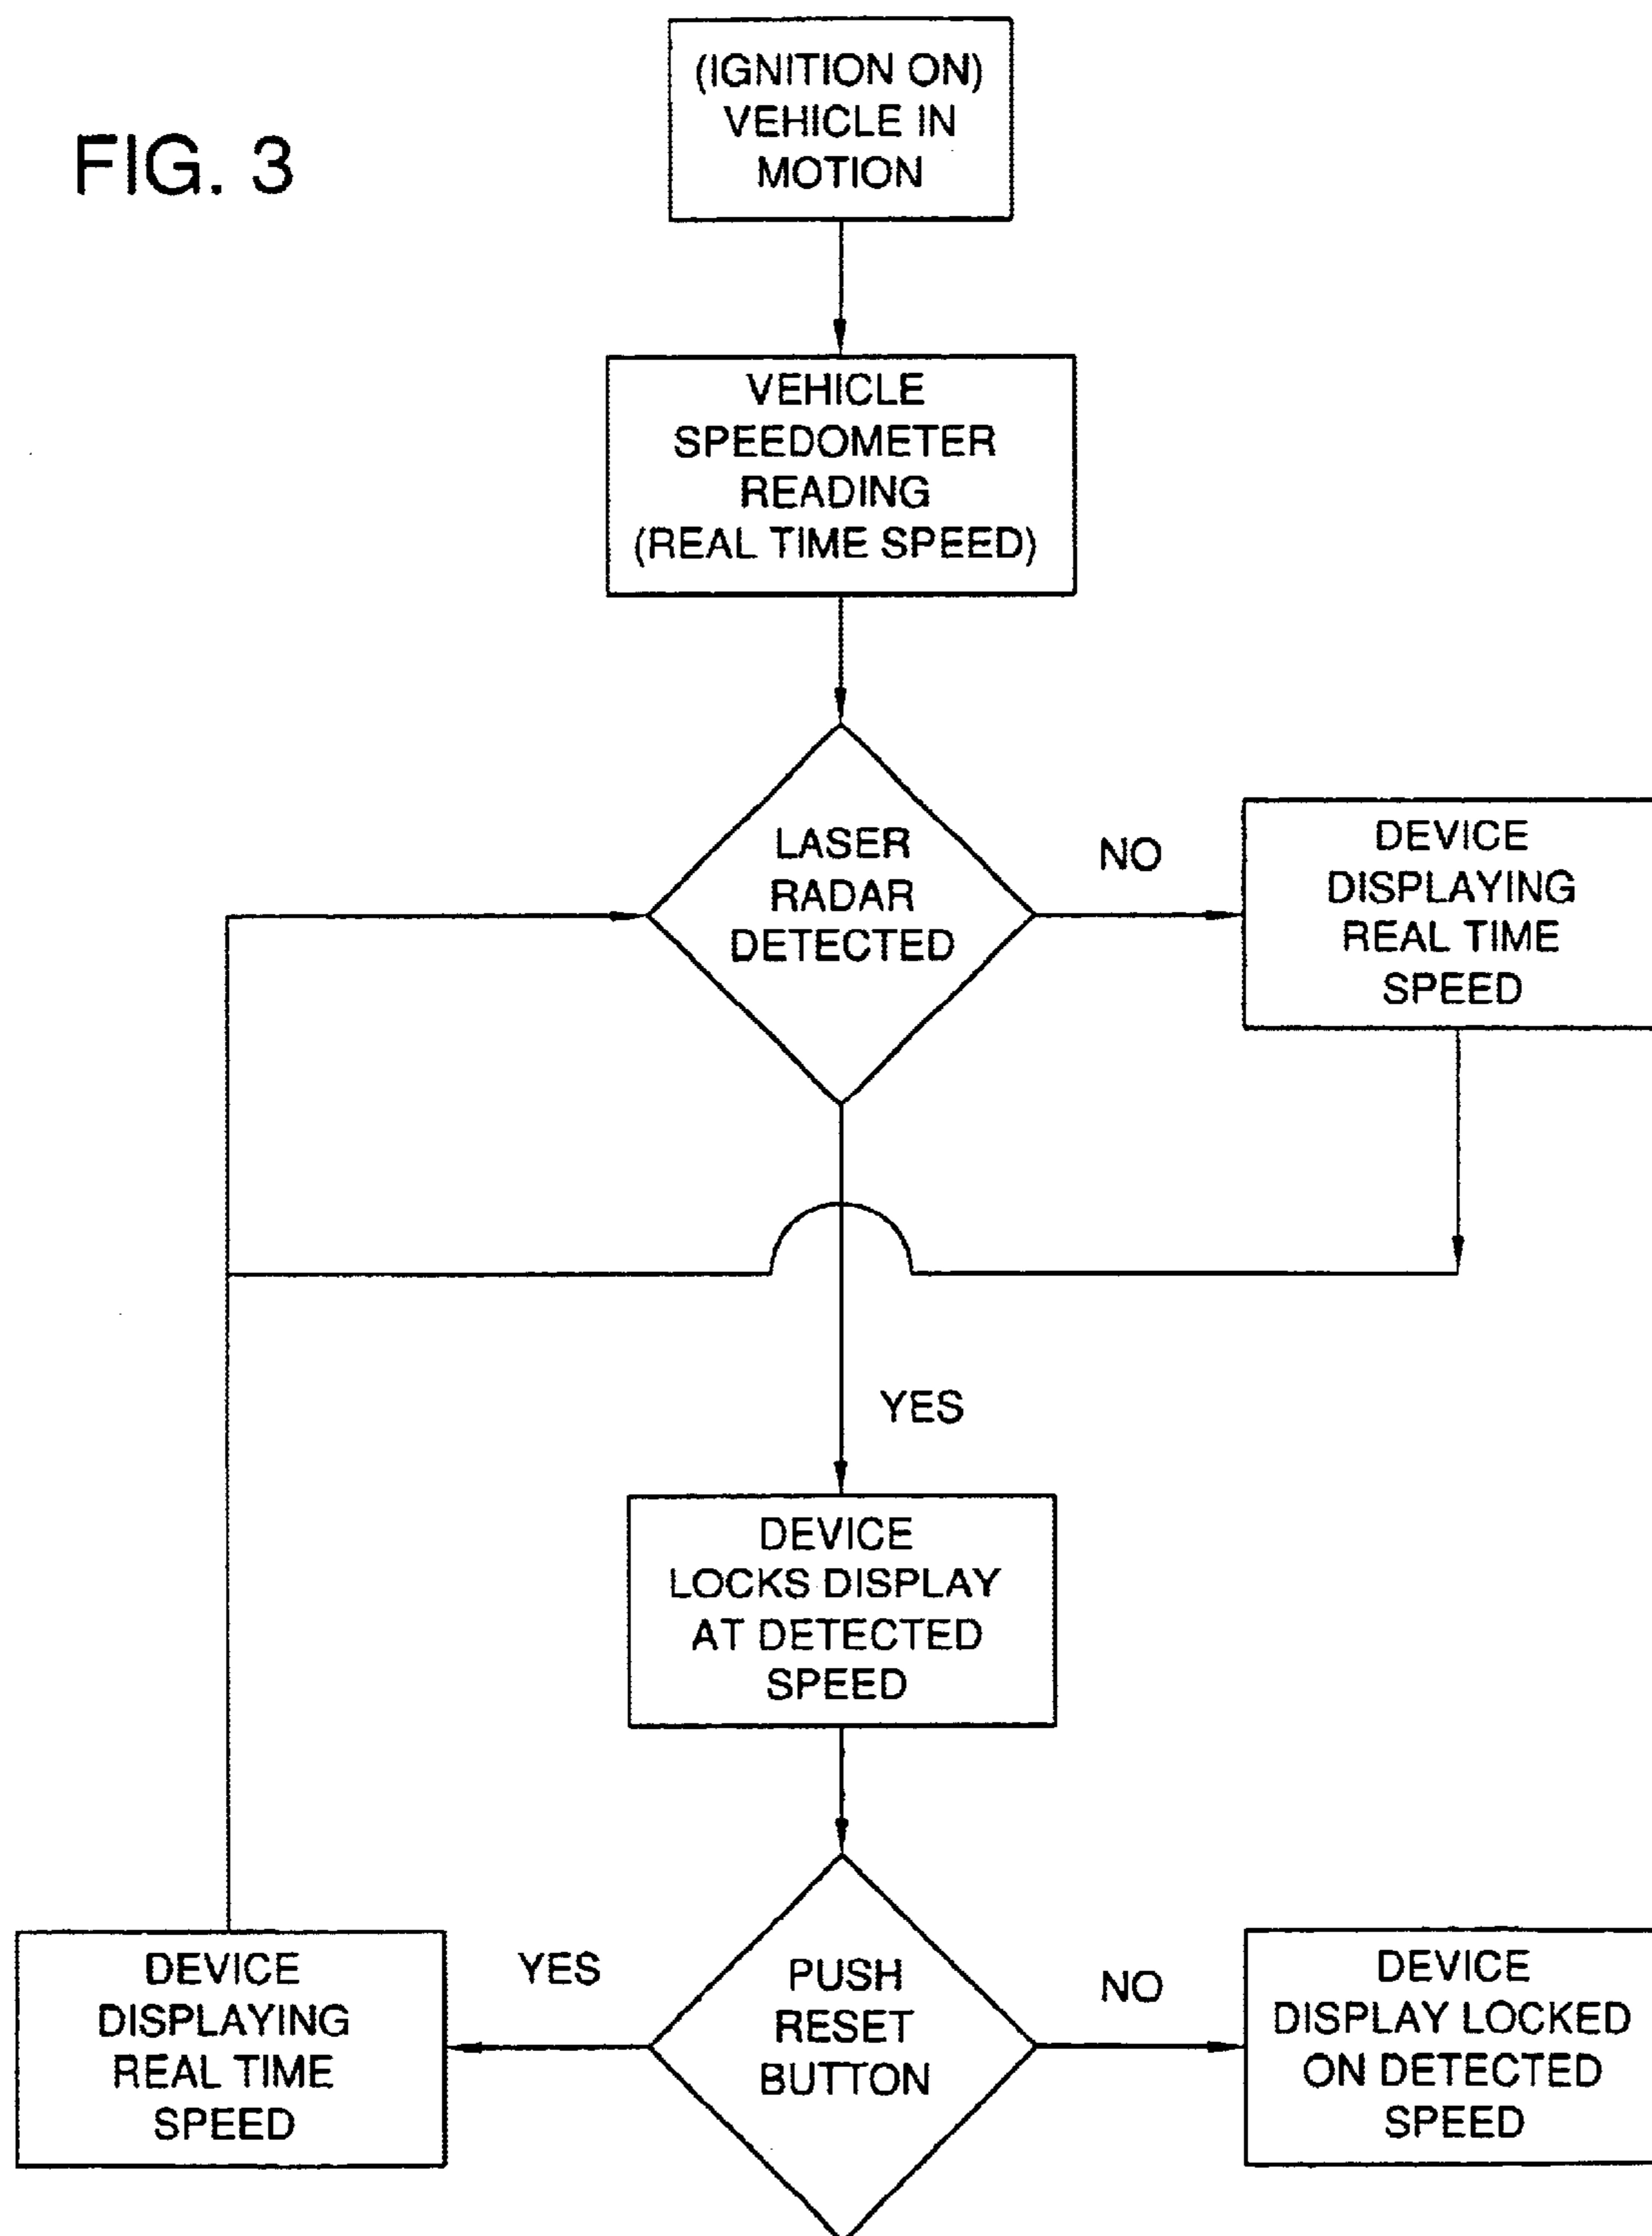 FIG. 3
(IGNITION ON)
VEHICLE IN
MOTION
VEHICLE
SPEEDOMETER
READING
(REAL TIME SPEED)
LASER
RADAR
DETECTED
NO
DEVICE
DISPLAYING
REAL TIME
SPEED
YES
DEVICE
LOCKS DISPLAY
AT DETECTED
SPEED
PUSH
RESET
BUTTON
YES
DEVICE
DISPLAYING
REAL TIME
SPEED
NO
DEVICE
DISPLAY LOCKED
ON DETECTED
SPEED